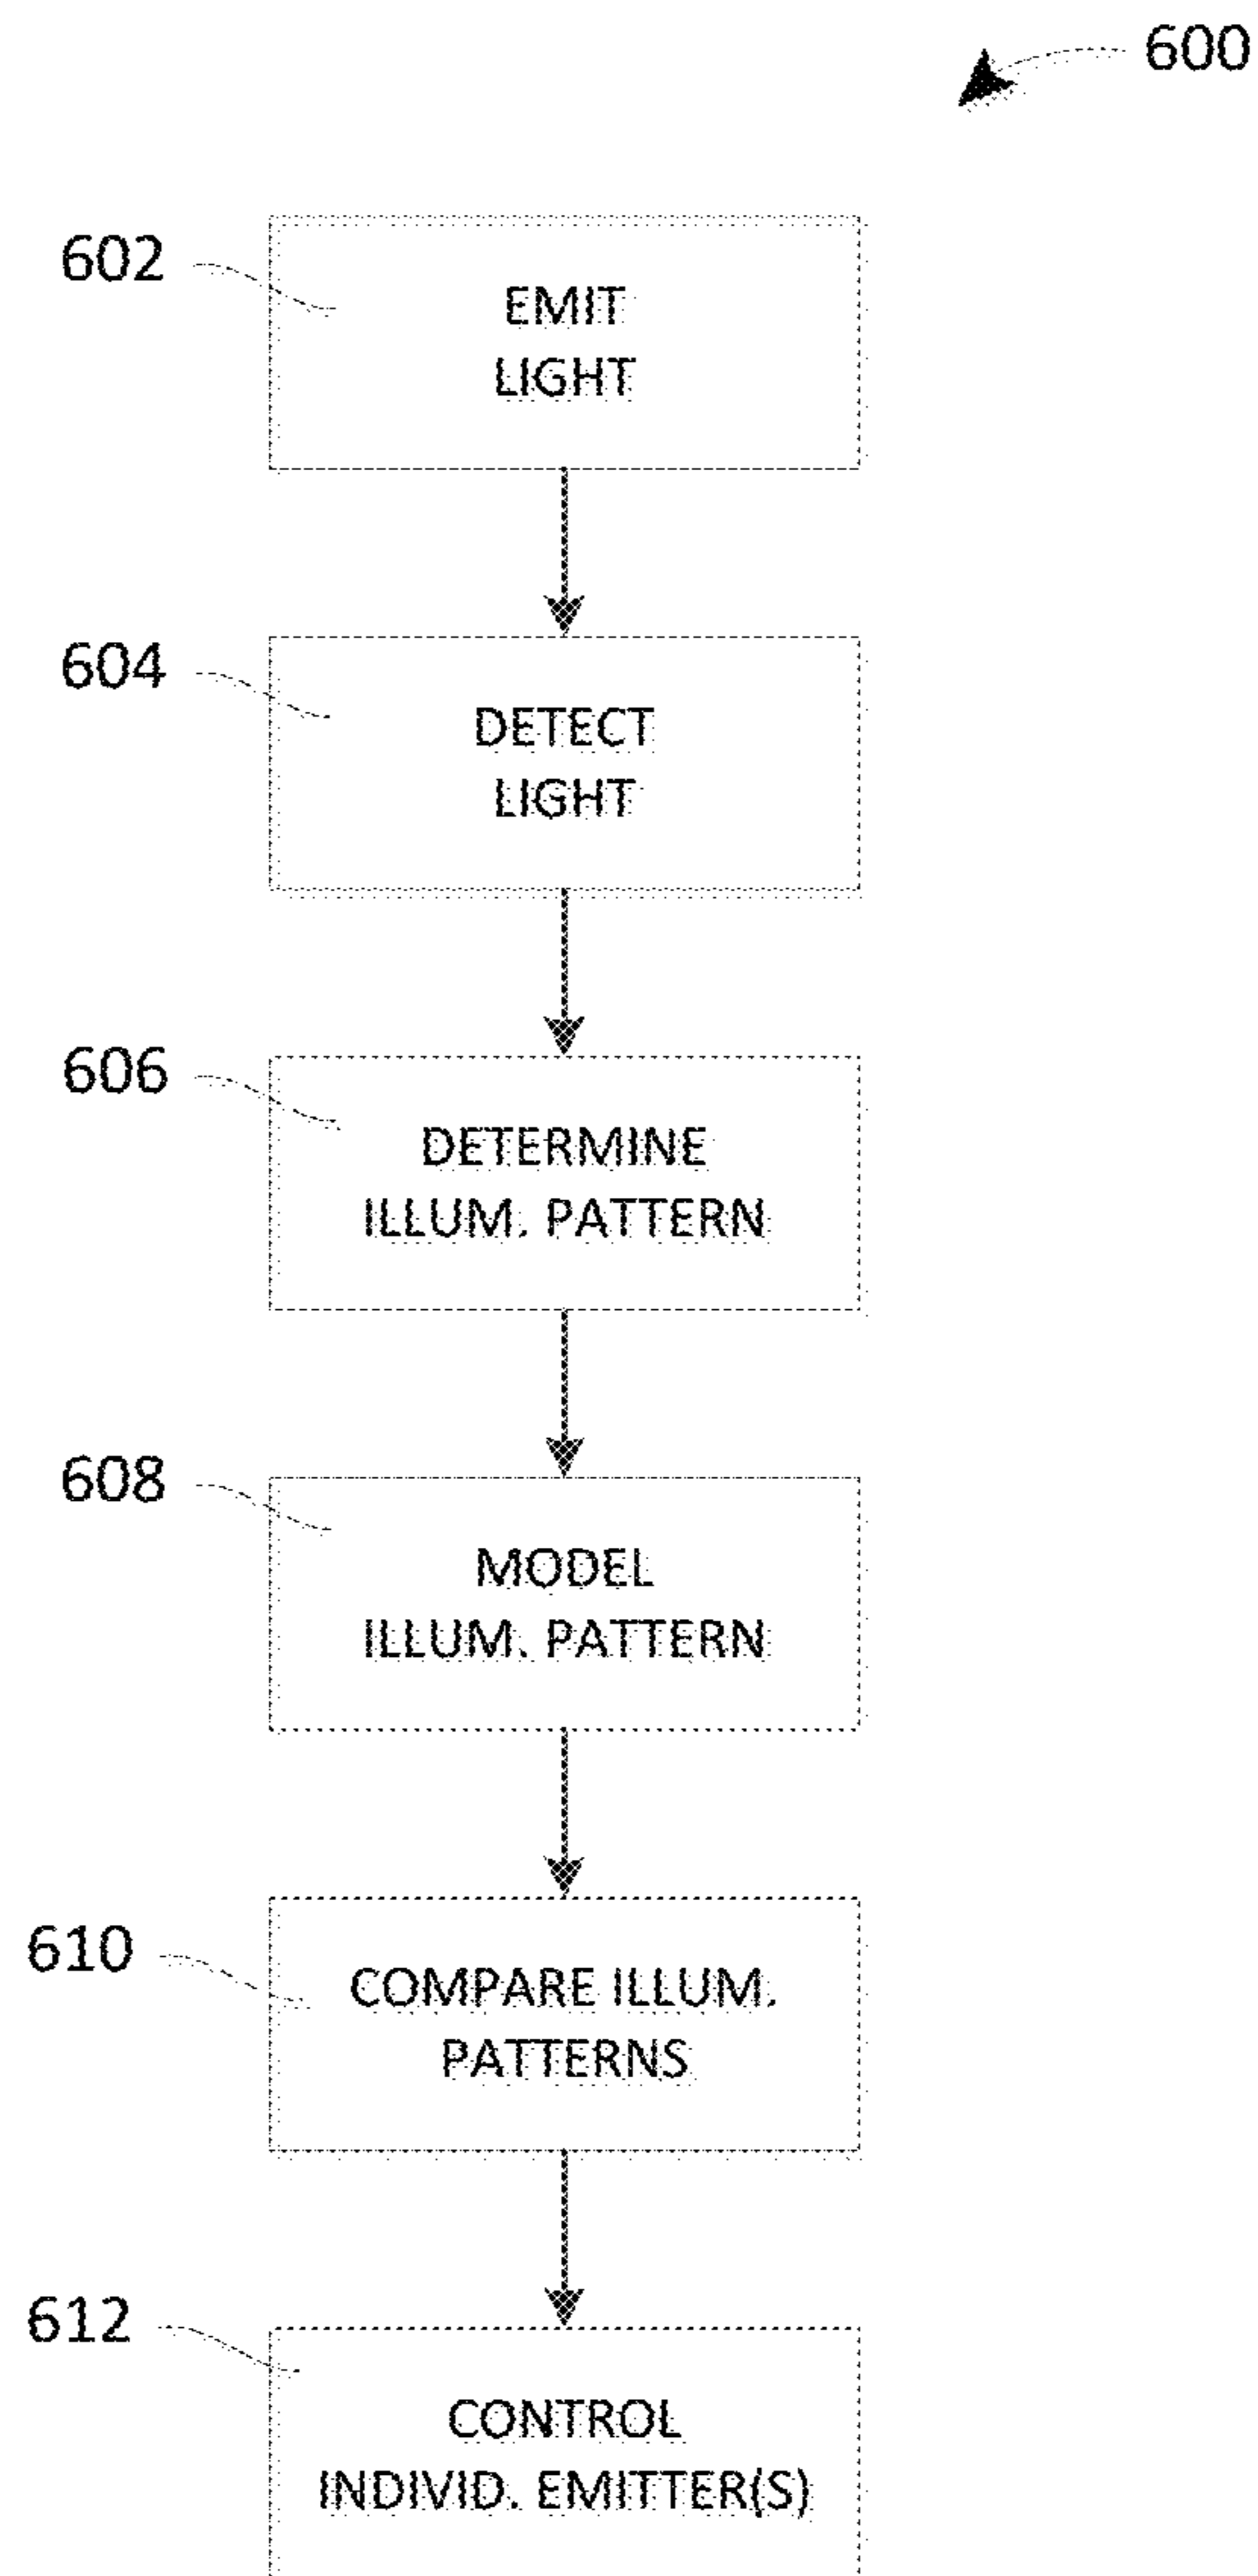 600
602
EMIT
LIGHT
604
DETECT
LIGHT
606
DETERMINE
ILLUM. PATTERN
608
MODEL
ILLUM. PATTERN
610
COMPARE ILLUM.
PATTERNS
612
CONTROL
INDIVID. EMITTER(S)